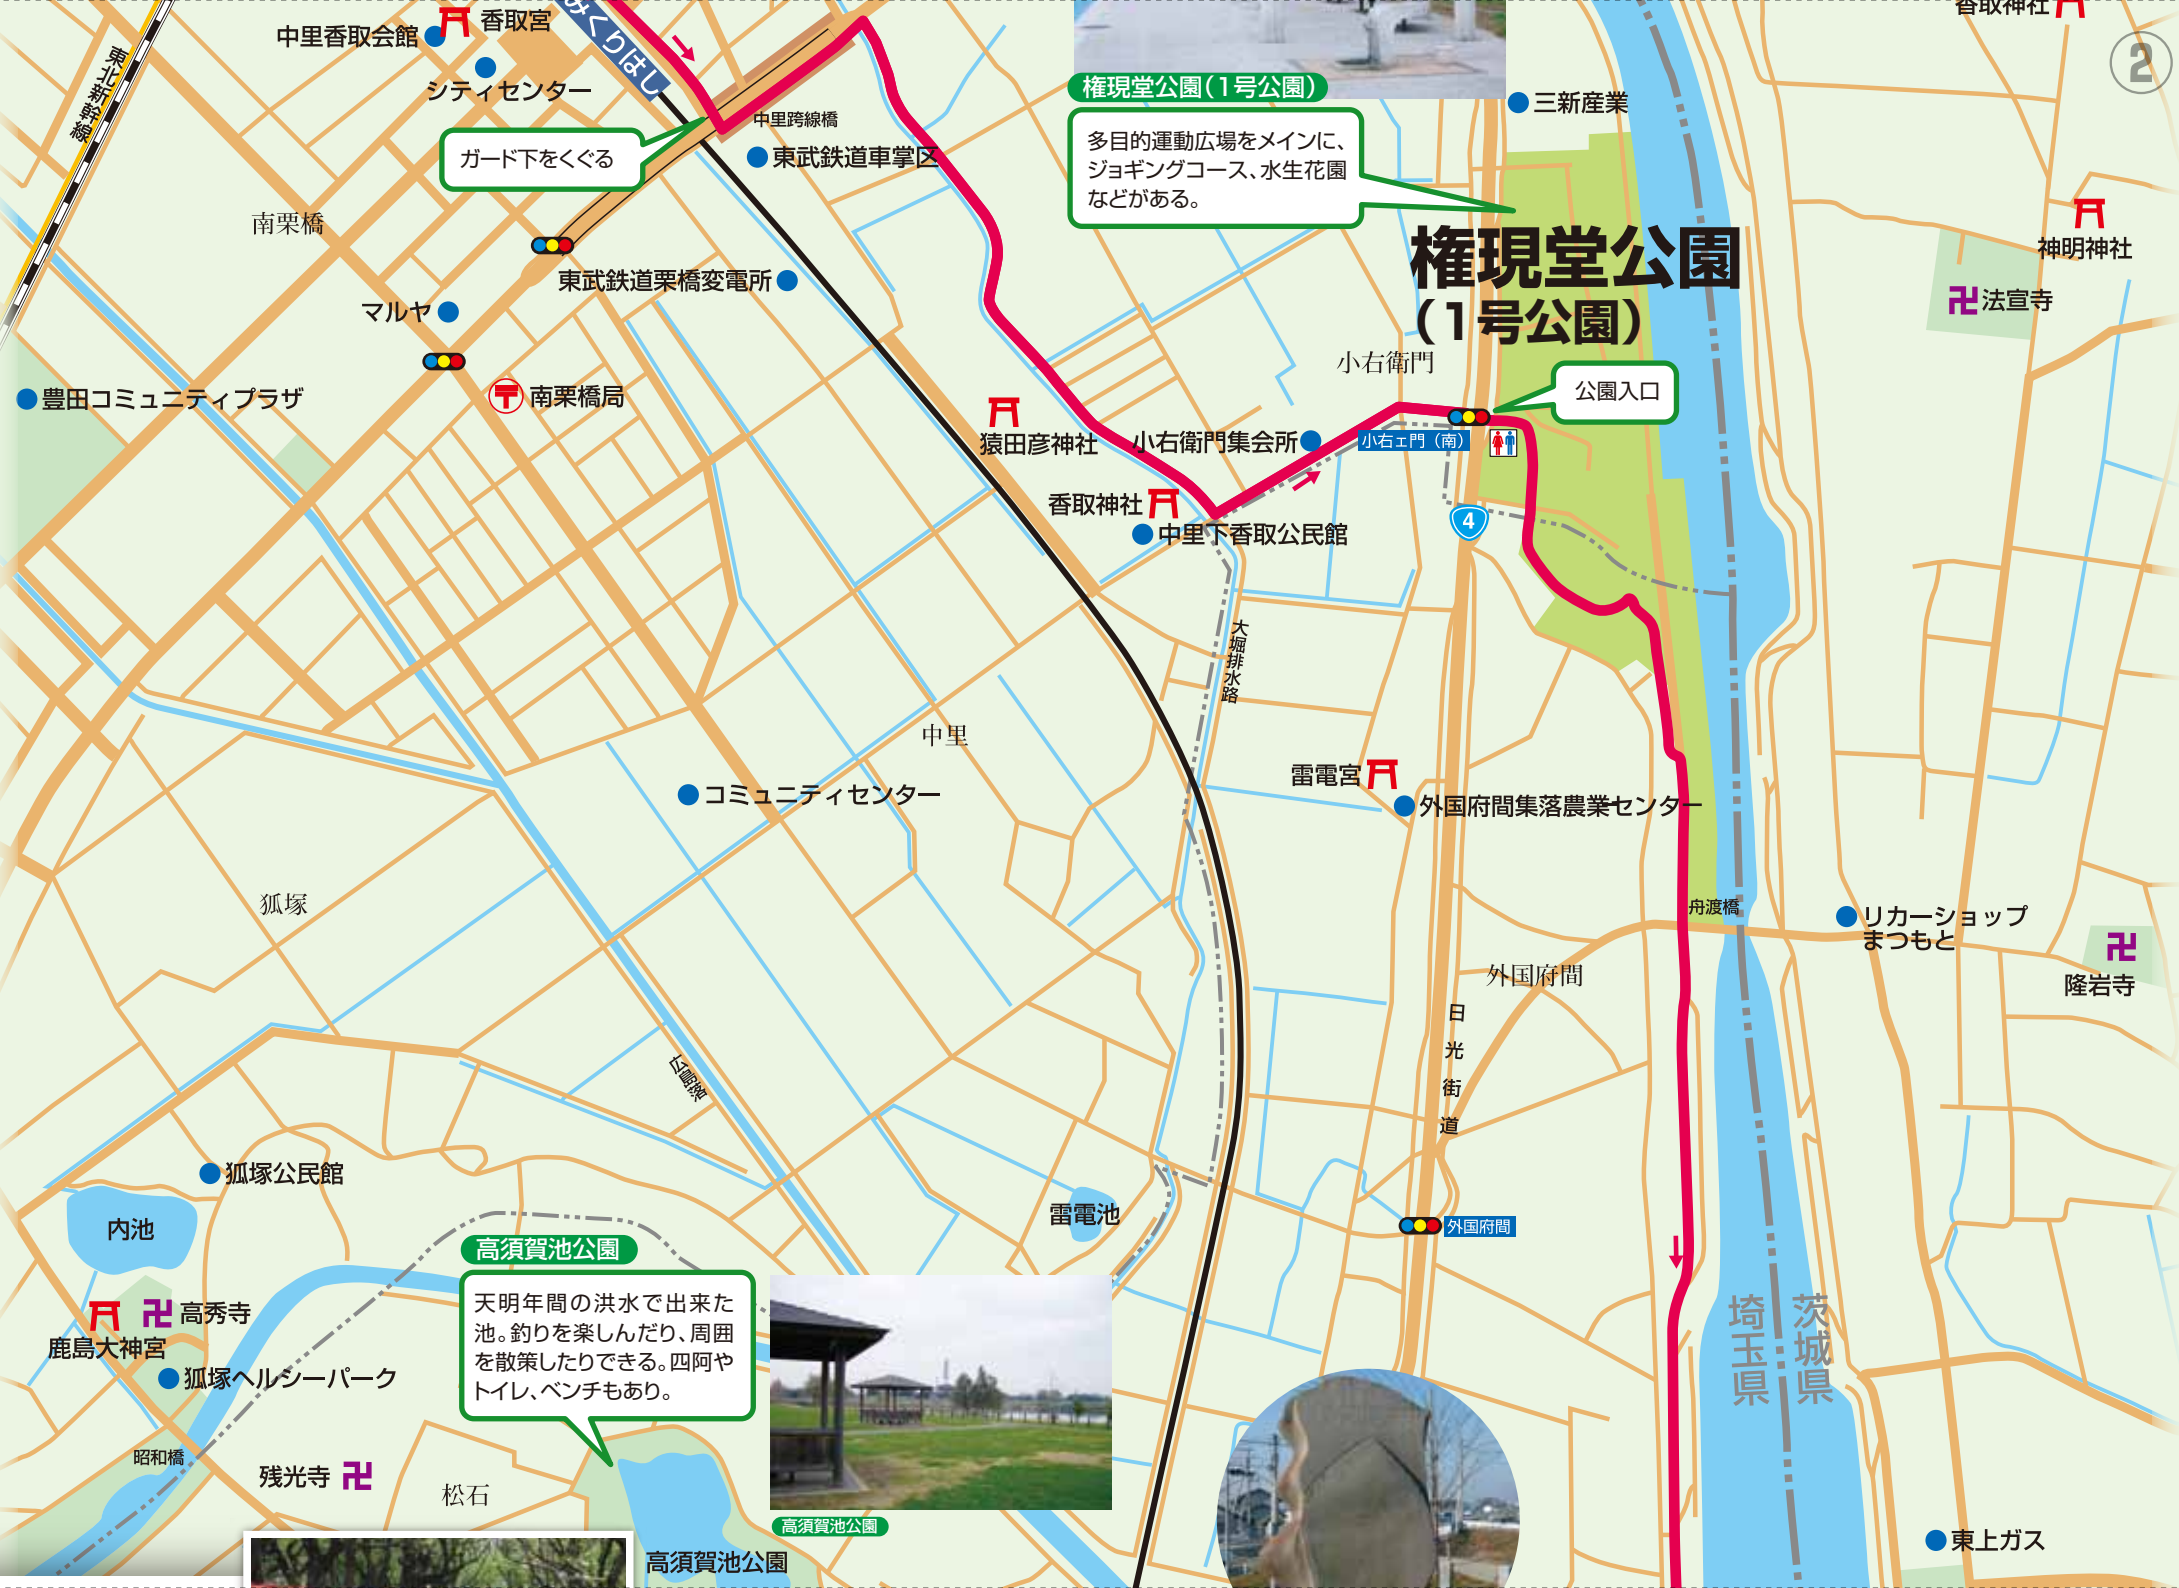 香取神社
2
香取宮
中里香取会館
みくりはし
シティセンター
東北新幹線
中里跨線橋
ガード下をくぐる
東武鉄道車掌区
権現堂公園(1号公園)
多目的運動広場をメインに、
ジョギングコース、水生花園
などがある。
三新産業
南栗橋
権現堂公園
(1号公園)
神明神社
法宣寺
東武鉄道栗橋変電所
マルヤ
小右衛門
豊田コミュニティプラザ
南栗橋局
公園入口
猿田彦神社
小右衛門集会所
小右ェ門(南)
香取神社
中里下香取公民館
4
大堀排水路
中里
コミュニティセンター
雷電宮
外国府間集落農業センター
狐塚
舟渡橋
リカーショップ
まつもと
隆岩寺
外国府間
日光街道
広島落
狐塚公民館
内池
雷電池
外国府間
高須賀池公園
天明年間の洪水で出来た
池。釣りを楽しんだり、周囲
を散策したりできる。四阿や
トイレ、ベンチもあり。
高秀寺
鹿島大神宮
狐塚ヘルシーパーク
埼玉県
茨城県
昭和橋
残光寺
松石
高須賀池公園
高須賀池公園
東上ガス